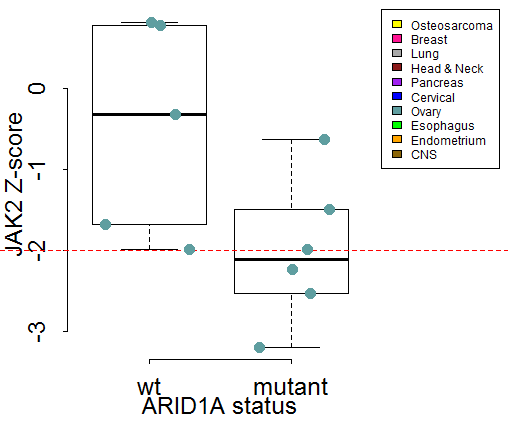 Osteosarcoma
Breast
Lung
Head & Neck
Pancreas
Cervical
Ovary
Esophagus
Endometrium
CNS
JAK2 Z-score
0
-1
-2
-3
wt mutant
ARID1A status